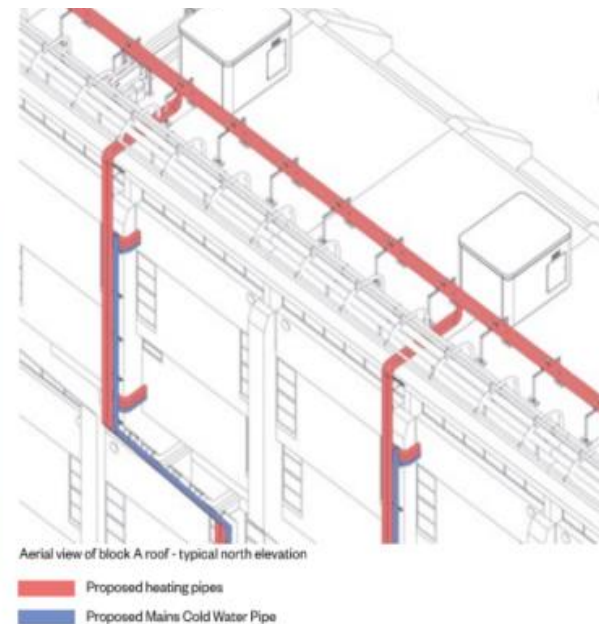 Aerial view of block A roof - typical north elevation
Proposed heating pipes
Proposed Mains Cold Water Pipe